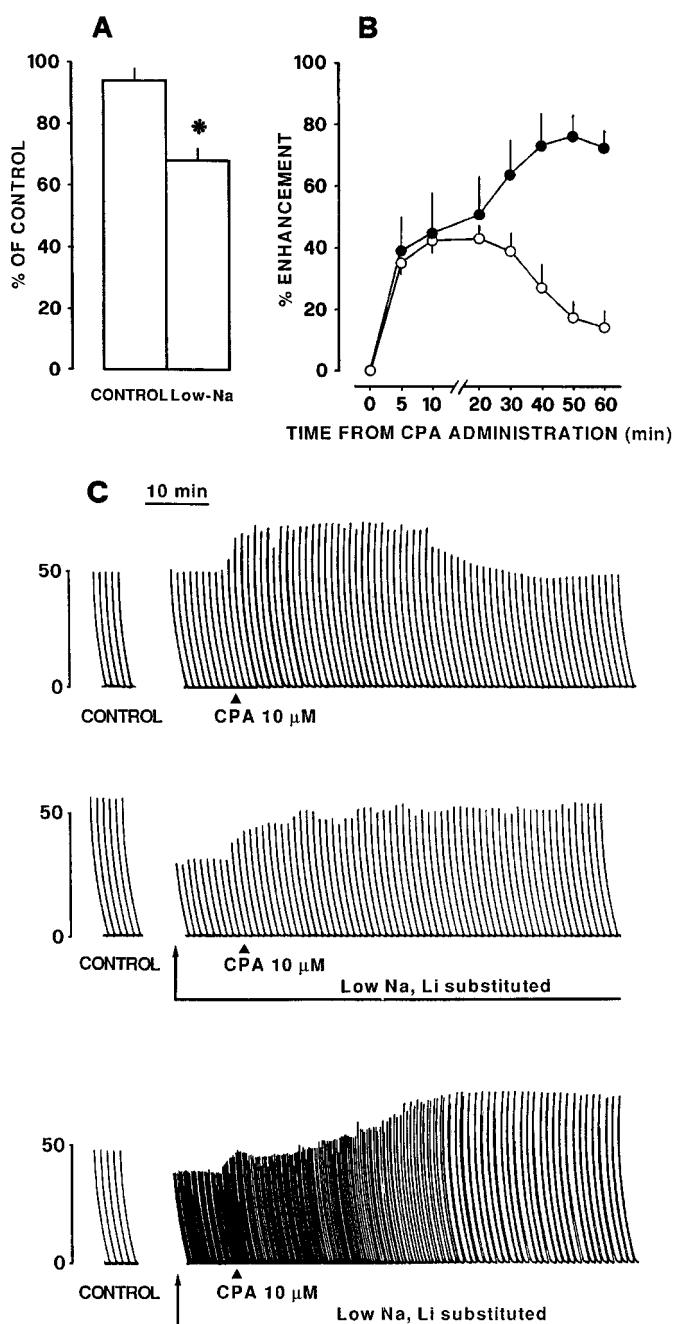 A
B
100
80
60
40
20
0
% OF CONTROL
*
CONTROL Low-Na
100
80
60
40
20
0
% ENHANCEMENT
0 5 10 20 30 40 50 60
TIME FROM CPA ADMINISTRATION (min)
C
10 min
50
0
CONTROL
CPA 10 µM
50
0
CONTROL
CPA 10 µM
Low Na, Li substituted
50
0
CONTROL
CPA 10 µM
Low Na, Li substituted